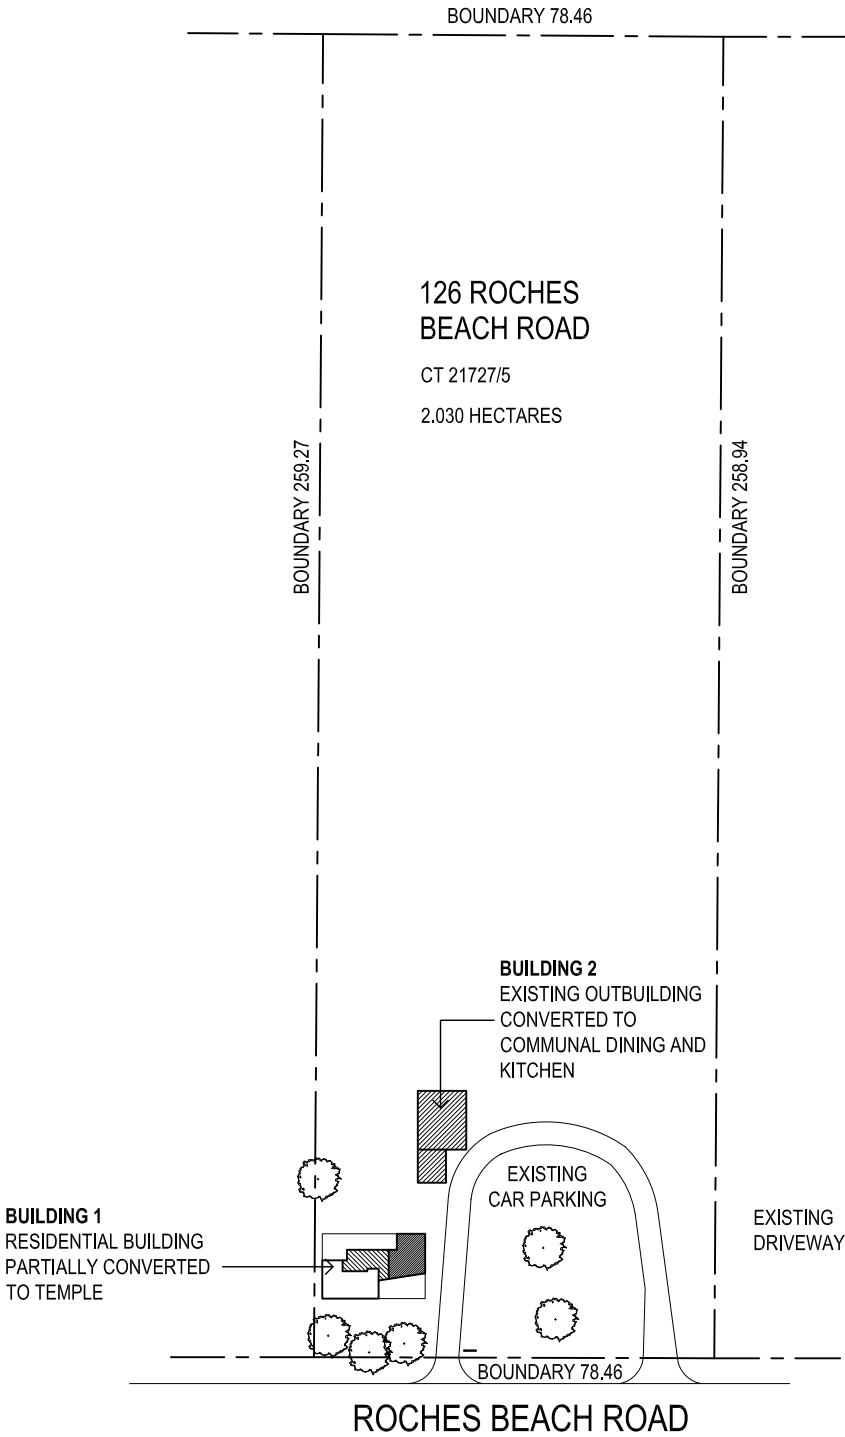 BOUNDARY 78.46
126 ROCHES
BEACH ROAD
CT 21727/5
2.030 HECTARES
BOUNDARY 259.27
BOUNDARY 258.94
BUILDING 2
EXISTING OUTBUILDING
CONVERTED TO
COMMUNAL DINING AND
KITCHEN
EXISTING
CAR PARKING
BUILDING 1
RESIDENTIAL BUILDING
PARTIALLY CONVERTED
TO TEMPLE
EXISTING
DRIVEWAY
BOUNDARY 78.46
ROCHES BEACH ROAD